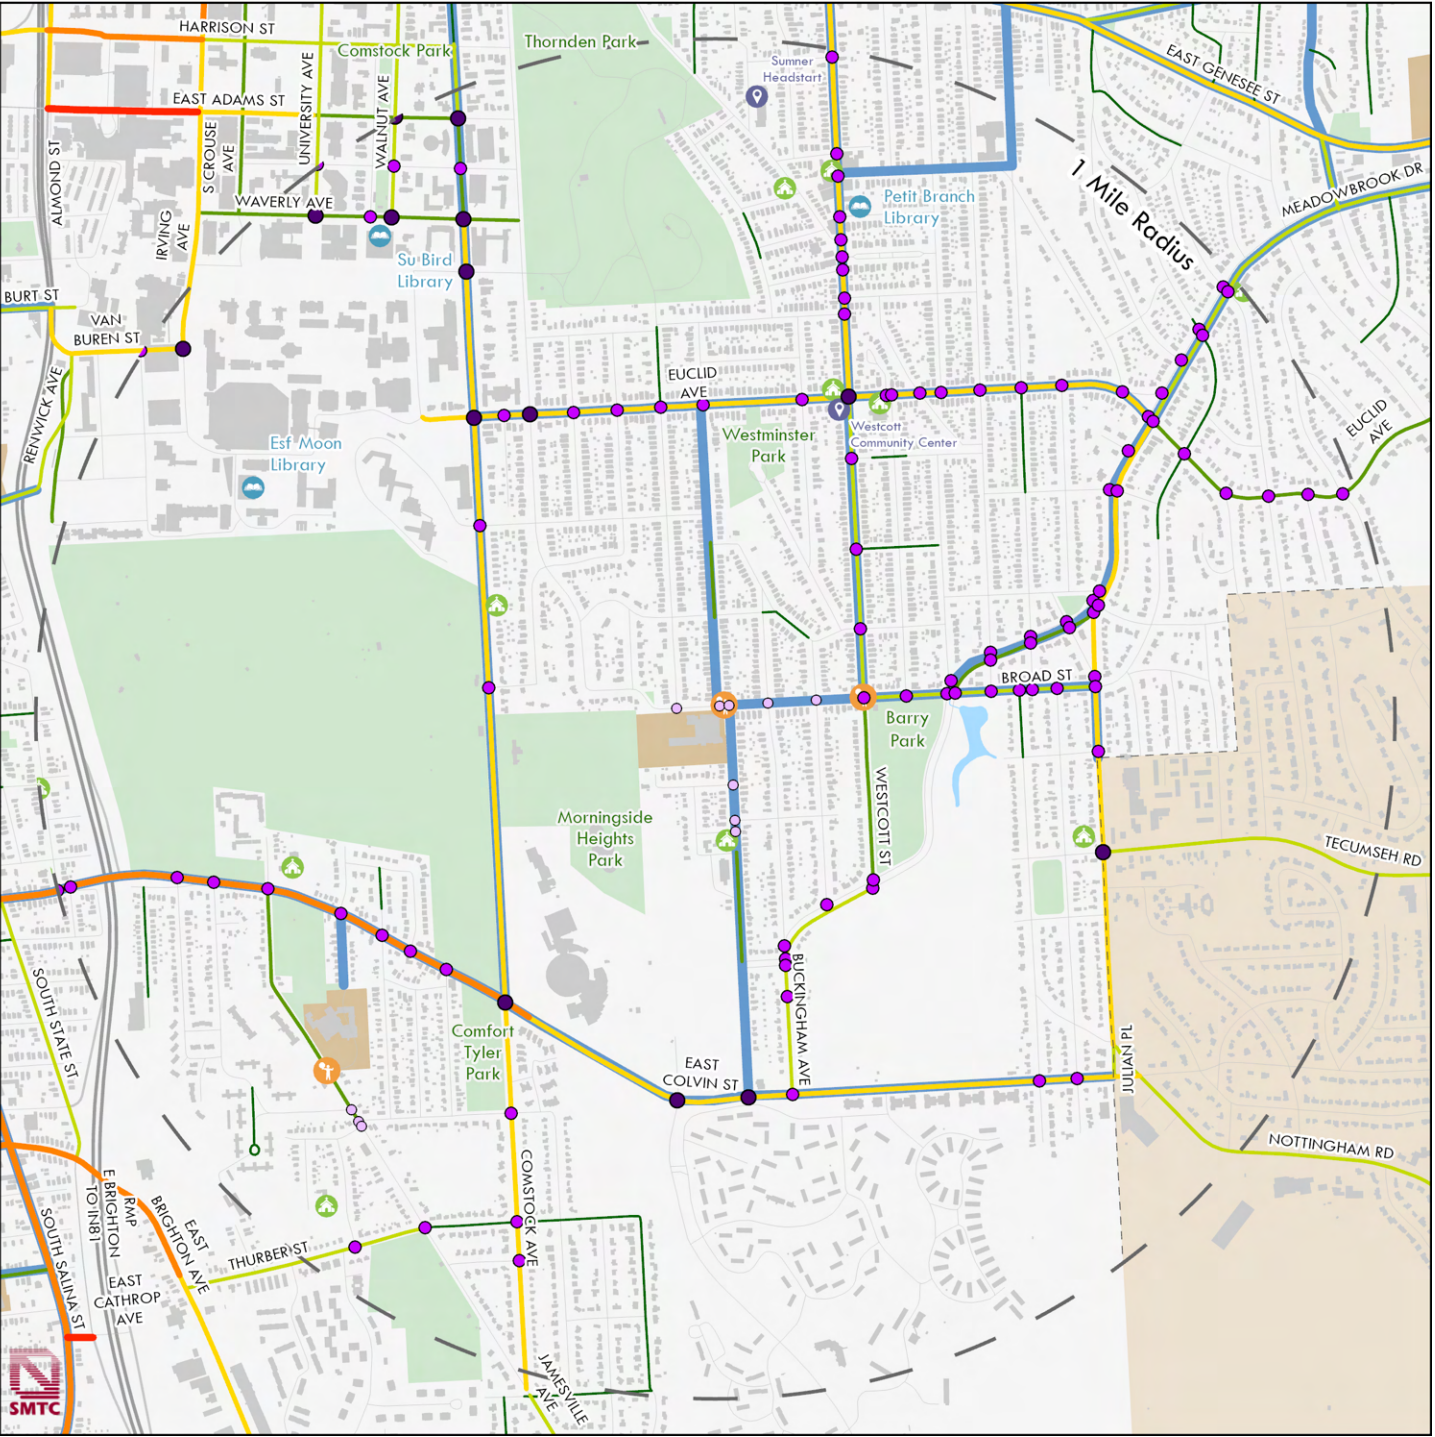 HARRISON ST
Comstock Park
Thornden Park
Sumner
Headstart
EAST GENESEE ST
EAST ADAMS ST
UNIVERSITY AVE
WALNUT AVE
S CROUSE
AVE
ALMOND ST
WAVERLY AVE
IRVING
AVE
Su Bird
Library
Petit Branch
Library
1 Mile Radius
MEADOWBROOK DR
BURT ST
VAN
BUREN ST
RENWICK AVE
EUCLID
AVE
Esf Moon
Library
Westminster
Park
Westcott
Community Center
EUCLID
AVE
BROAD ST
Barry
Park
WESTCOTT ST
Morningside
Heights
Park
TECUMSEH RD
SOUTH STATE ST
BUCKINGHAM AVE
Comfort
Tyler
Park
EAST
COLVIN ST
JULIAN PL
NOTTINGHAM RD
COMSTOCK AVE
E BRIGHTON
RMP
TO IN81
EAST
BRIGHTON AVE
SOUTH SALINA ST
THURBER ST
EAST
CATHROP
AVE
JAMESVILLE
AVE
SMTC